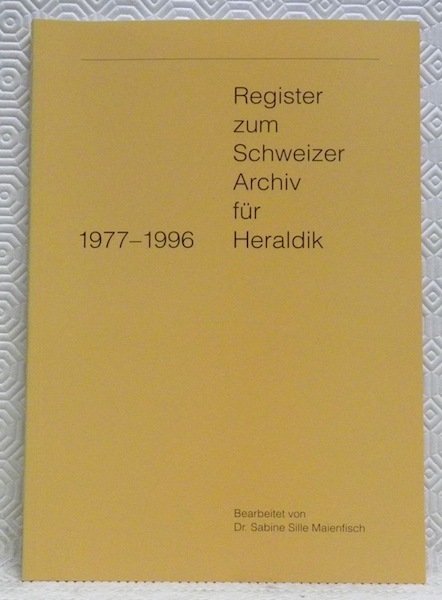 Register
zum
Schweizer
Archiv
für
1977–1996 Heraldik
Bearbeitet von
Dr. Sabine Sille Maienfisch